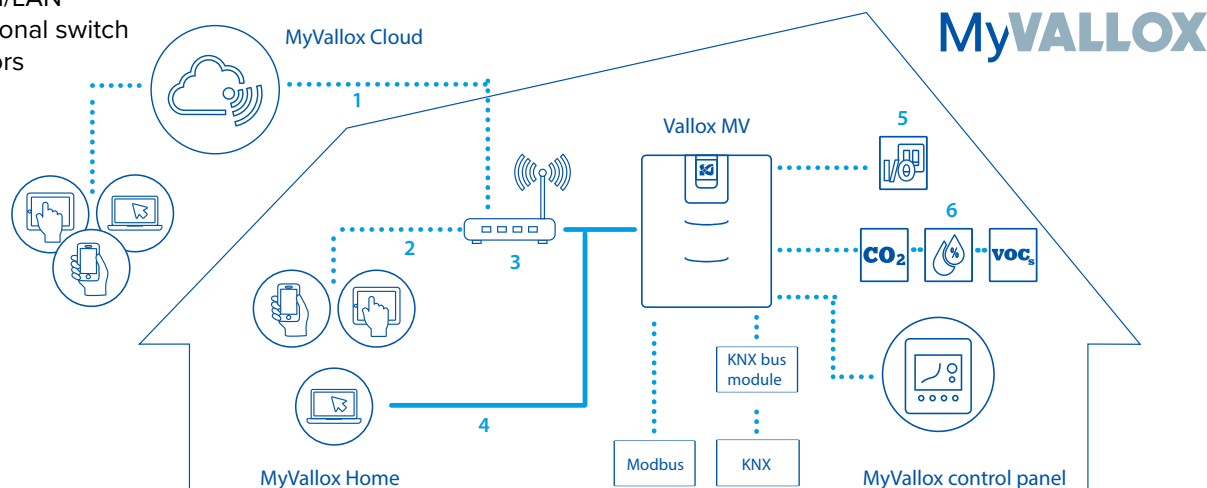 onal switch
ors
MyVALLOX
MyVallox Cloud
1
Vallox MV
5
I/O
6
2
3
CO₂
%
VOCs
KNX bus
module
4
Modbus
KNX
MyVallox Home
MyVallox control panel